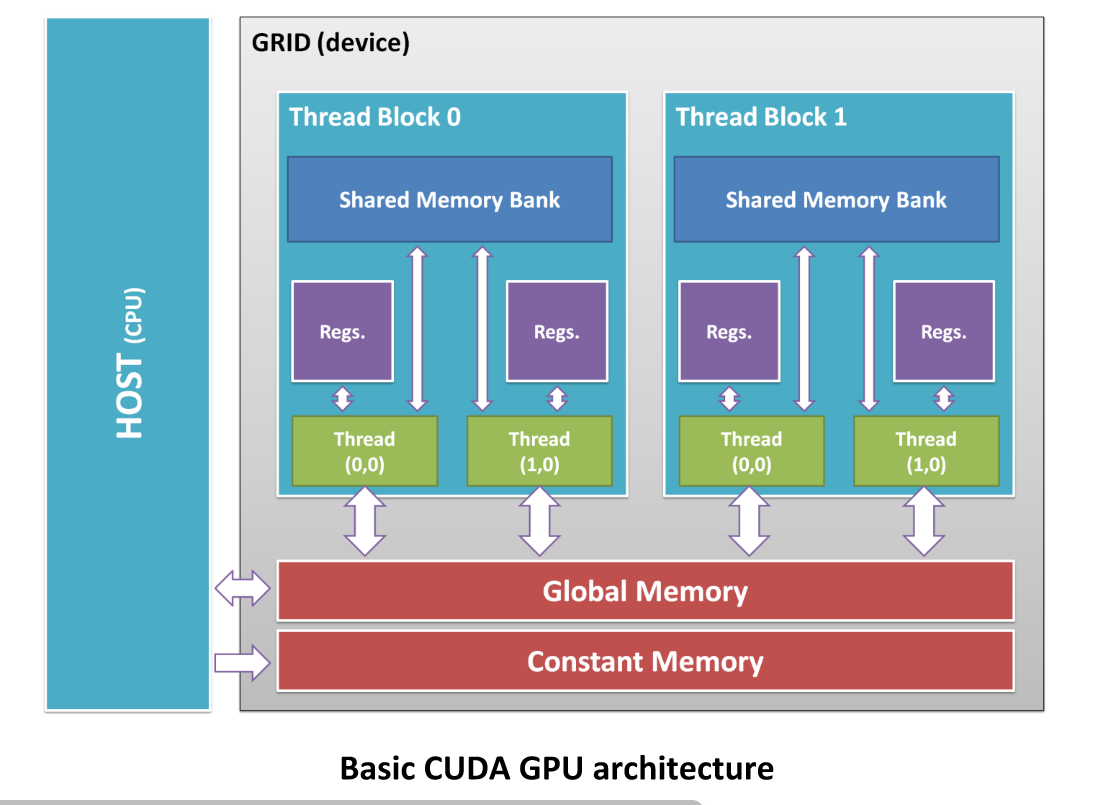 GRID (device)
HOST (CPU)
Thread Block 0
Shared Memory Bank
Regs.
Regs.
Thread
(0,0)
Thread
(1,0)
Thread Block 1
Shared Memory Bank
Regs.
Regs.
Thread
(0,0)
Thread
(1,0)
Global Memory
Constant Memory
Basic CUDA GPU architecture